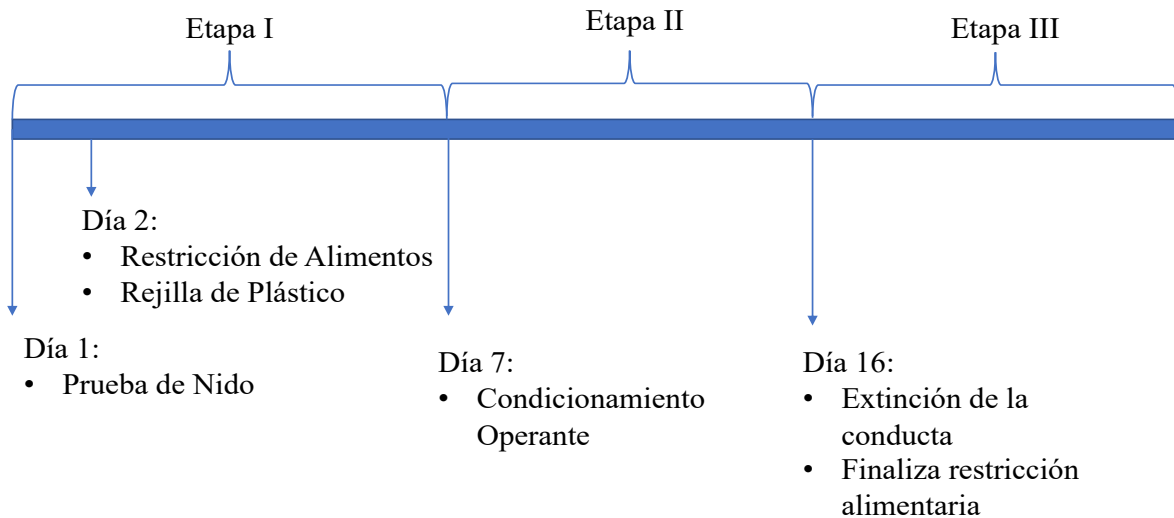 Etapa I
Etapa II
Etapa III
Día 2:
• Restricción de Alimentos
• Rejilla de Plástico
Día 1:
• Prueba de Nido
Día 7:
• Condicionamiento
Operante
Día 16:
• Extinción de la
conducta
• Finaliza restricción
alimentaria